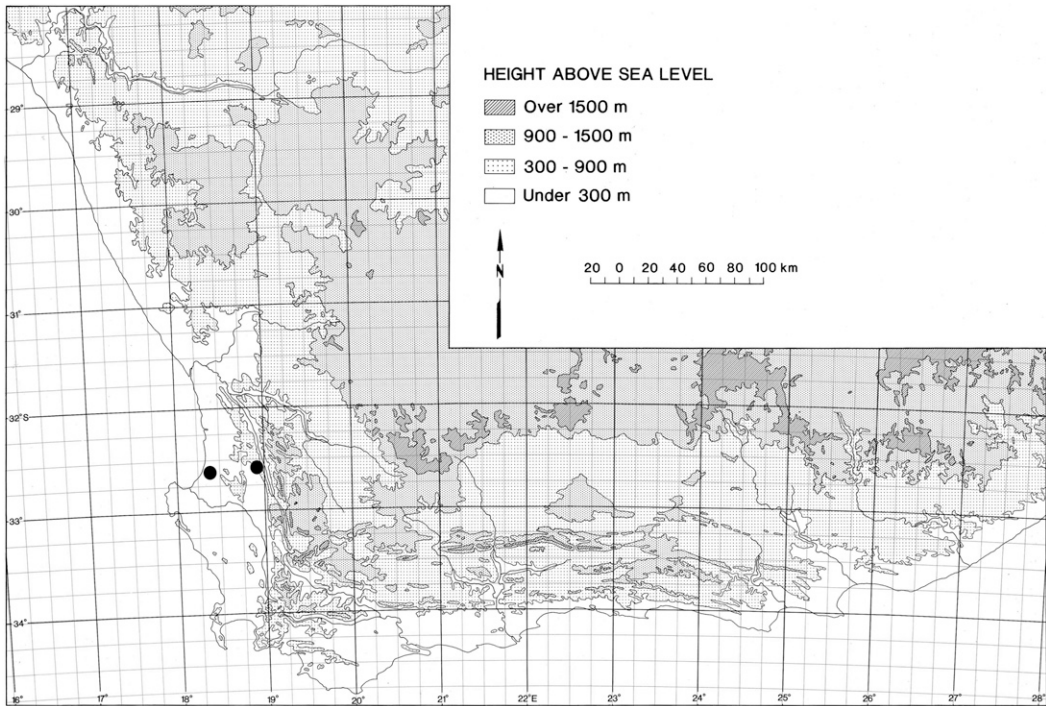 HEIGHT ABOVE SEA LEVEL
Over 1500 m
900 - 1500 m
300 - 900 m
Under 300 m
N
20 0 20 40 60 80 100 km
29°
30°
31°
32°S
33°
34°
16° 17° 18° 19° 20° 21° 22°E 23° 24° 25° 26° 27° 28°